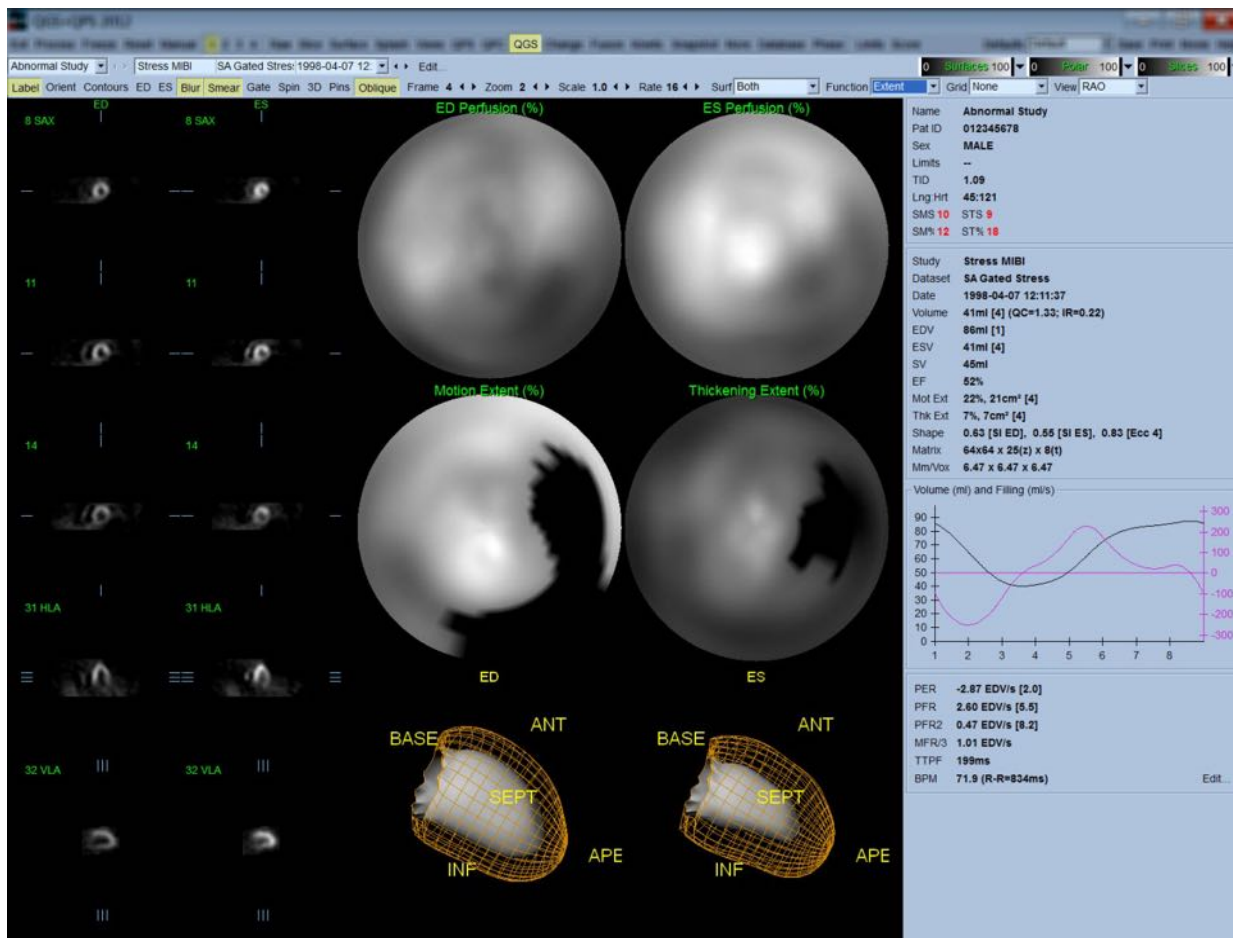 QGS
Abnormal Study Stress MIBI SA Gated Stres: 1998-04-07 12: Edit...
0 Surfaces 100 0 Polar 100 0 Slices 100
Label Orient Contours ED ES Blur Smear Gate Spin 3D Pins Oblique Frame 4 Zoom 2 Scale 1.0 Rate 16 Surf Both Function Extent Grid None View RAO
ED ES
8 SAX 8 SAX
11 11
14 14
31 HLA 31 HLA
32 VLA 32 VLA
ED Perfusion (%) ES Perfusion (%)
Motion Extent (%) Thickening Extent (%)
ED ES
BASE ANT SEPT INF APE
BASE ANT SEPT INF APE
Name Abnormal Study
Pat ID 012345678
Sex MALE
Limits --
TID 1.09
Lng:Hrt 45:121
SMS 10 STS 9
SM% 12 ST% 18
Study Stress MIBI
Dataset SA Gated Stress
Date 1998-04-07 12:11:37
Volume 41ml [4] (QC=1.33; IR=0.22)
EDV 86ml [1]
ESV 41ml [4]
SV 45ml
EF 52%
Mot Ext 22%, 21cm² [4]
Thk Ext 7%, 7cm² [4]
Shape 0.63 [SI ED], 0.55 [SI ES], 0.83 [Ecc 4]
Matrix 64x64 x 25(z) x 8(t)
Mm/Vox 6.47 x 6.47 x 6.47
Volume (ml) and Filling (ml/s)
90 80 70 60 50 40 30 20 10 0
300 200 100 0 -100 -200 -300
1 2 3 4 5 6 7 8
PER -2.87 EDV/s [2.0]
PFR 2.60 EDV/s [5.5]
PFR2 0.47 EDV/s [8.2]
MFR/3 1.01 EDV/s
TTPF 199ms
BPM 71.9 (R-R=834ms) Edit...